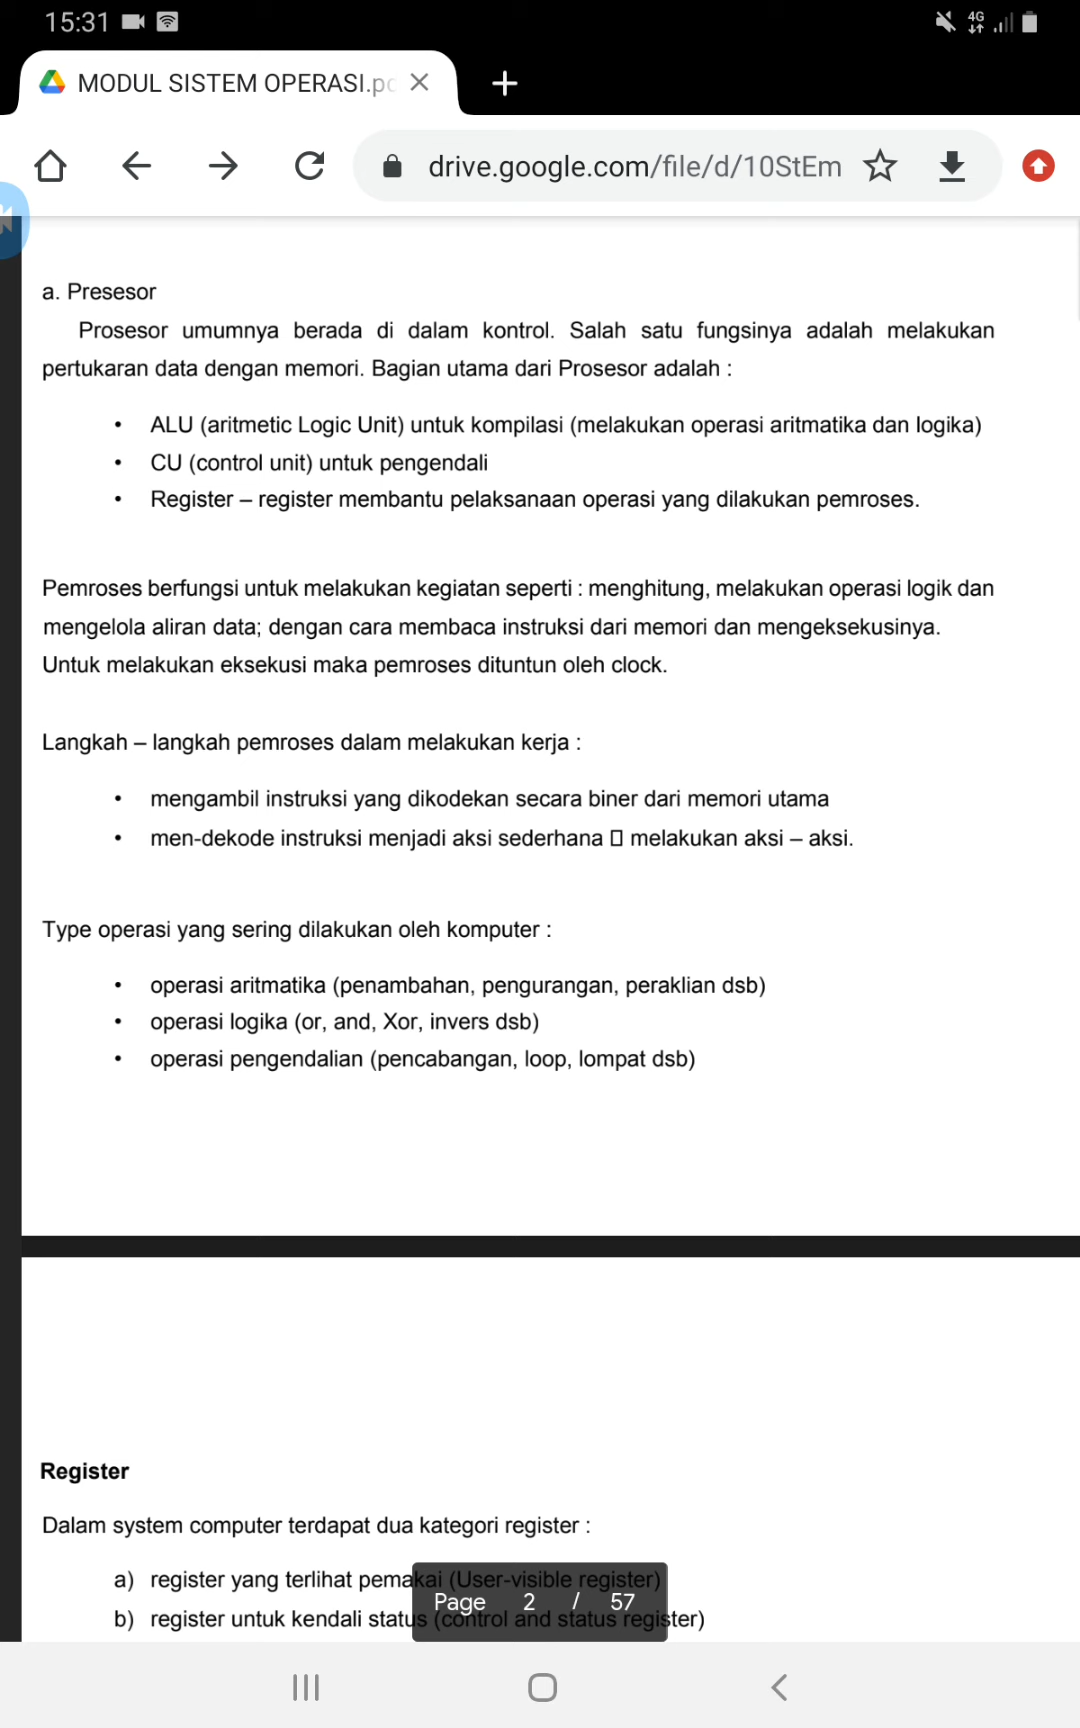 15:31
4G
MODUL SISTEM OPERASI.pc
drive.google.com/file/d/10StEm
a. Presesor
Prosesor umumnya berada di dalam kontrol. Salah satu fungsinya adalah melakukan
pertukaran data dengan memori. Bagian utama dari Prosesor adalah :
• ALU (aritmetic Logic Unit) untuk kompilasi (melakukan operasi aritmatika dan logika)
• CU (control unit) untuk pengendali
• Register – register membantu pelaksanaan operasi yang dilakukan pemroses.
Pemroses berfungsi untuk melakukan kegiatan seperti : menghitung, melakukan operasi logik dan
mengelola aliran data; dengan cara membaca instruksi dari memori dan mengeksekusinya.
Untuk melakukan eksekusi maka pemroses dituntun oleh clock.
Langkah – langkah pemroses dalam melakukan kerja :
• mengambil instruksi yang dikodekan secara biner dari memori utama
• men-dekode instruksi menjadi aksi sederhana  melakukan aksi – aksi.
Type operasi yang sering dilakukan oleh komputer :
• operasi aritmatika (penambahan, pengurangan, peraklian dsb)
• operasi logika (or, and, Xor, invers dsb)
• operasi pengendalian (pencabangan, loop, lompat dsb)
Register
Dalam system computer terdapat dua kategori register :
a) register yang terlihat pemakai (User-visible register)
Page 2 / 57
b) register untuk kendali status (control and status register)